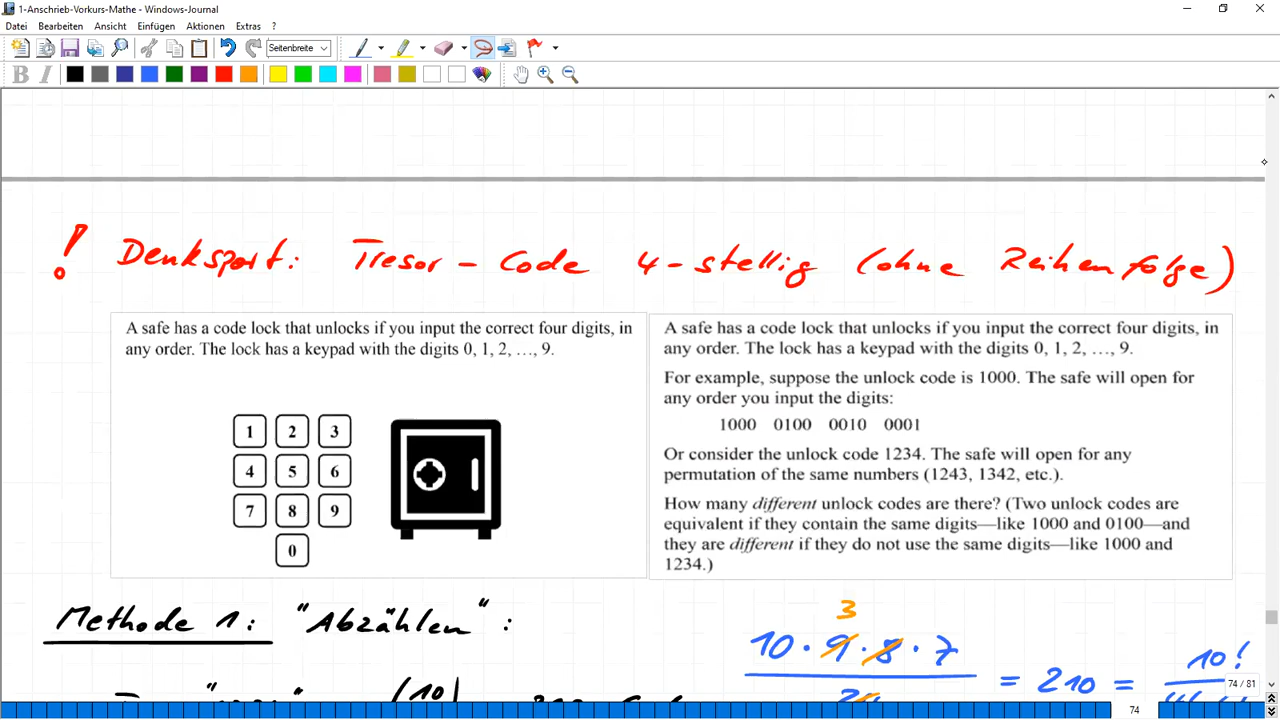 1-Anschrieb-Vorkurs-Mathe - Windows-Journal
Datei Bearbeiten Ansicht Einfügen Aktionen Extras ?
Seitenbreite
B I
! Denksport: Tresor - Code 4-stellig (ohne Reihenfolge)
A safe has a code lock that unlocks if you input the correct four digits, in
any order. The lock has a keypad with the digits 0, 1, 2, …, 9.
1 2 3
4 5 6
7 8 9
0
A safe has a code lock that unlocks if you input the correct four digits, in
any order. The lock has a keypad with the digits 0, 1, 2, …, 9.
For example, suppose the unlock code is 1000. The safe will open for
any order you input the digits:
1000 0100 0010 0001
Or consider the unlock code 1234. The safe will open for any
permutation of the same numbers (1243, 1342, etc.).
How many different unlock codes are there? (Two unlock codes are
equivalent if they contain the same digits—like 1000 and 0100—and
they are different if they do not use the same digits—like 1000 and
1234.)
Methode 1: "Abzählen":
3
10 · 9 · 8 · 7
= 210 =
10!
(10)
74 / 81
74